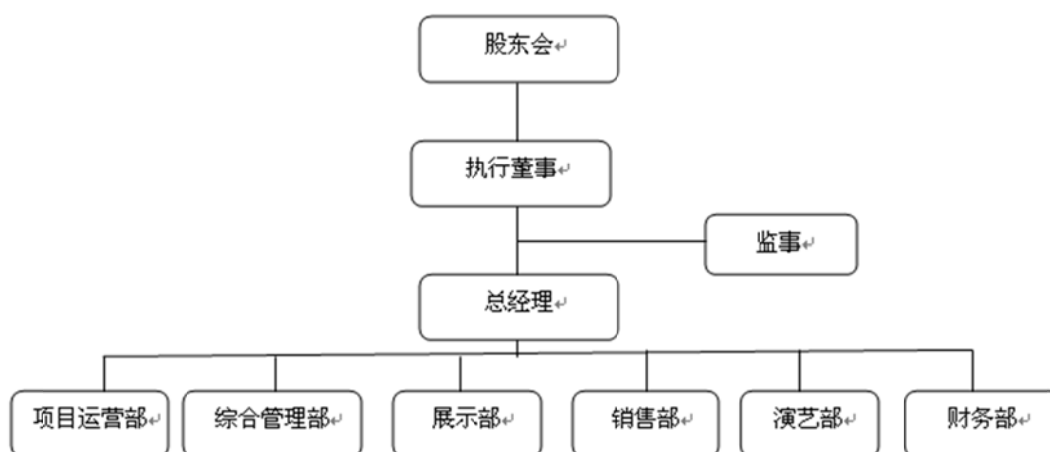 股东会
执行董事
监事
总经理
项目运营部 综合管理部 展示部 销售部 演艺部 财务部